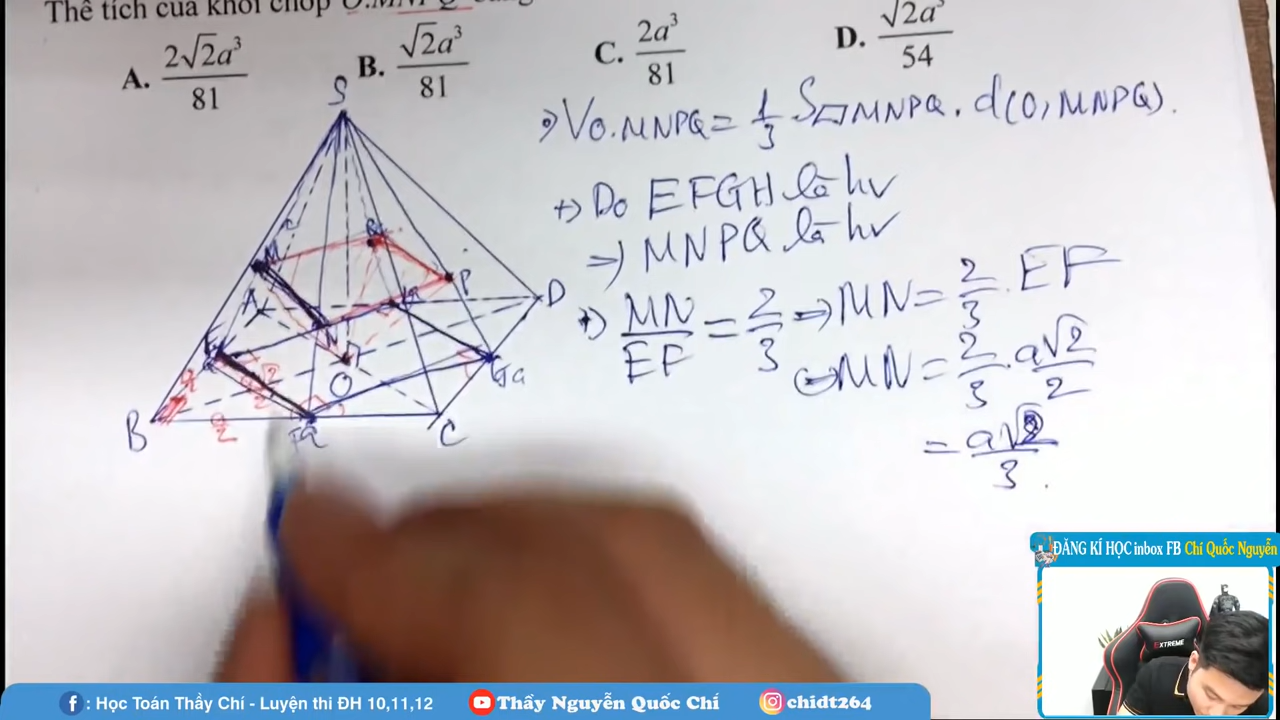 Thể tích của khối chóp O.MNPQ
A. 2√2a³/81
B. √2a³/81
C. 2a³/81
D. √2a³/54
S
VO.MNPQ = 1/3 S▱MNPQ . d(O, MNPQ).
+) Do EFGH là hv
=) MNPQ là hv
+) MN/EF = 2/3 => MN = 2/3 . EF
MN = 2/3 . a√2/2
= a√2/3 .
M
P
A
D
N
O
B
C
a/2
ĐĂNG KÍ HỌC inbox FB Chí Quốc Nguyễn
EXTREME
f : Học Toán Thầy Chí - Luyện thi ĐH 10,11,12
Thầy Nguyễn Quốc Chí
chidt264